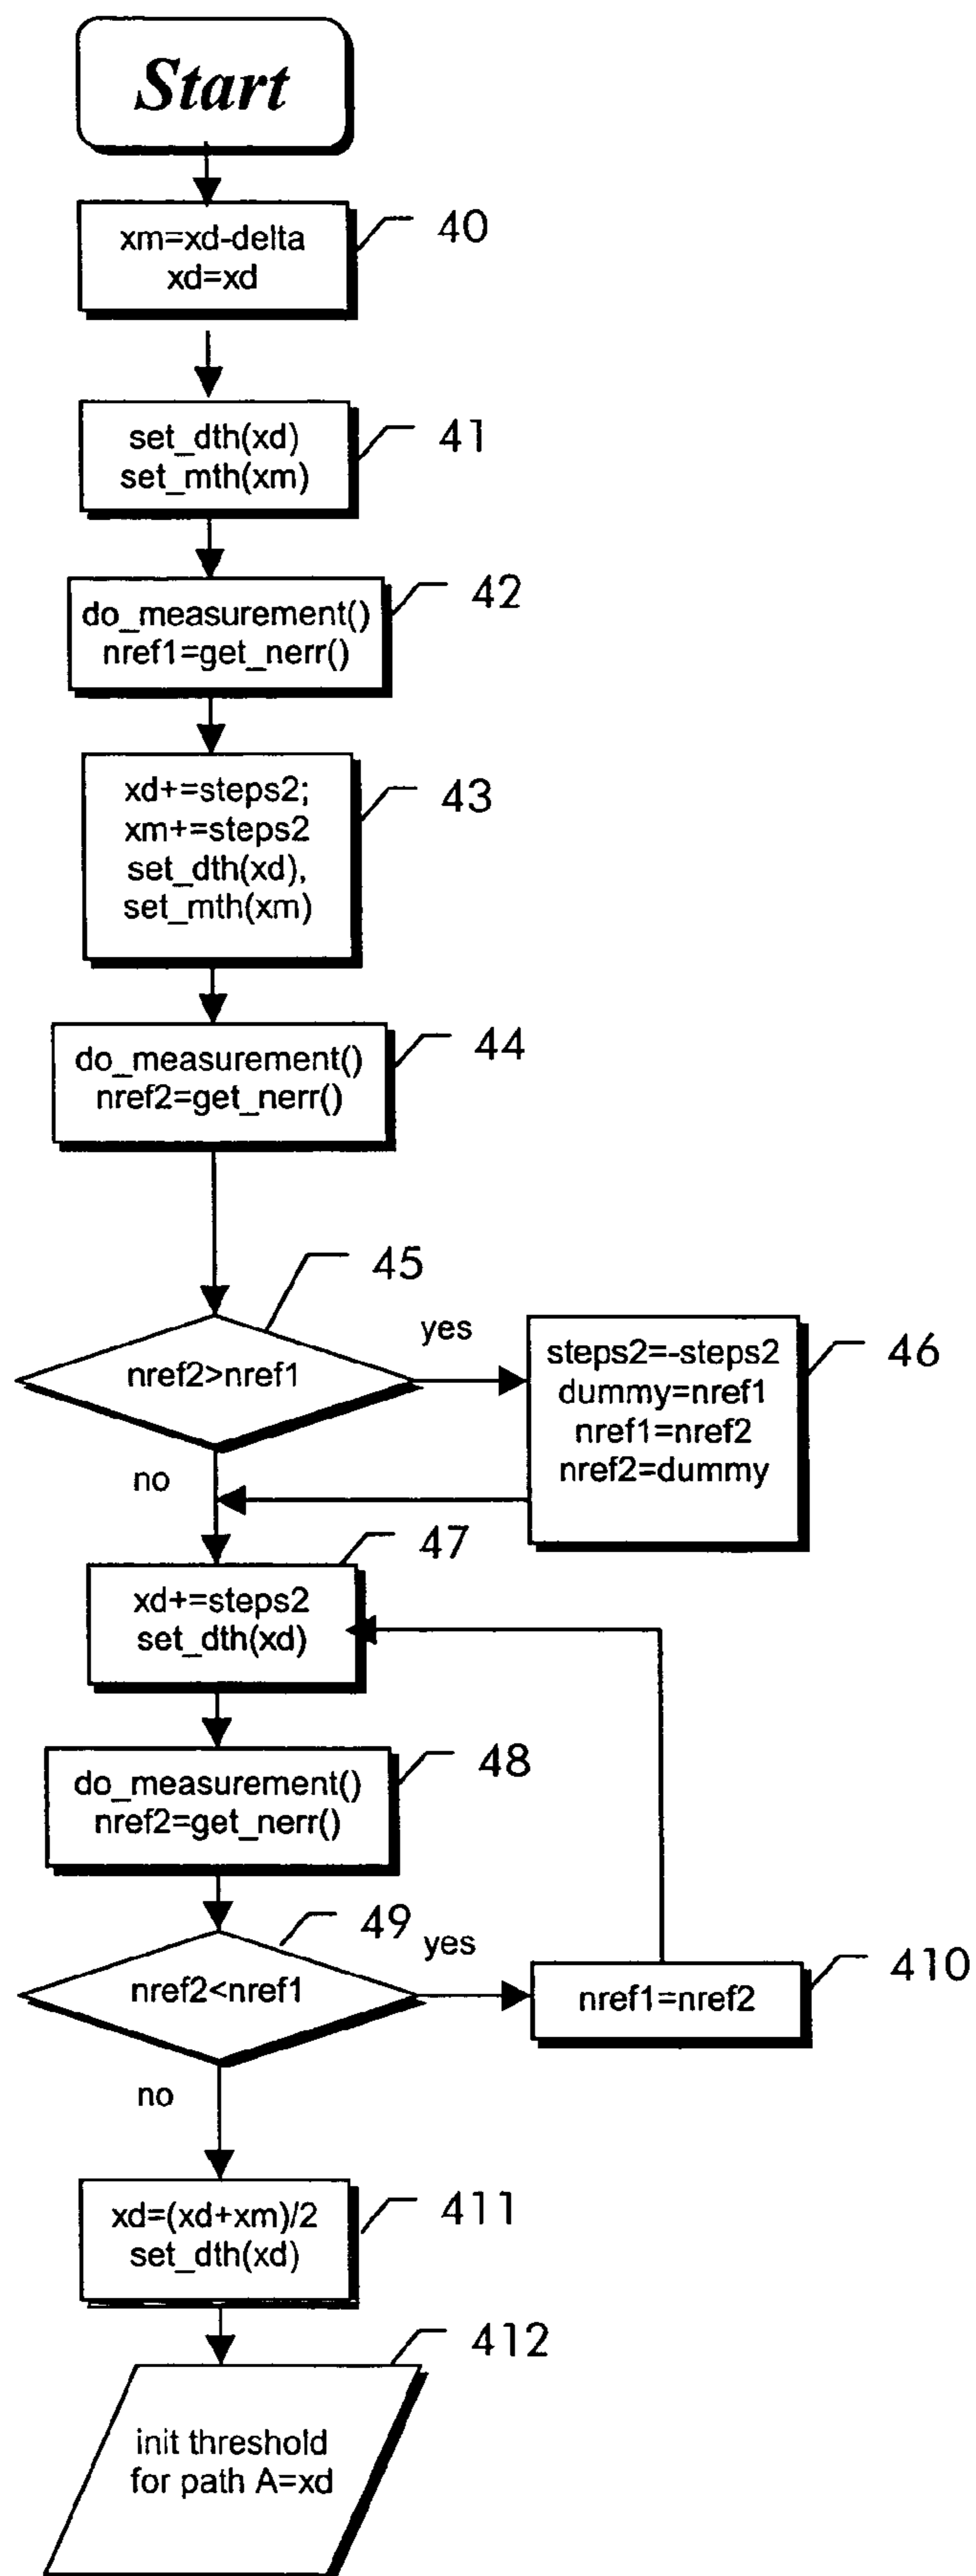 Start
xm=xd-delta
xd=xd
40
set_dth(xd)
set_mth(xm)
41
do_measurement()
nref1=get_nerr()
42
xd+=steps2;
xm+=steps2
set_dth(xd),
set_mth(xm)
43
do_measurement()
nref2=get_nerr()
44
45
nref2>nref1
yes
no
steps2=-steps2
dummy=nref1
nref1=nref2
nref2=dummy
46
47
xd+=steps2
set_dth(xd)
do_measurement()
nref2=get_nerr()
48
49
nref2<nref1
yes
no
nref1=nref2
410
xd=(xd+xm)/2
set_dth(xd)
411
412
init threshold
for path A=xd